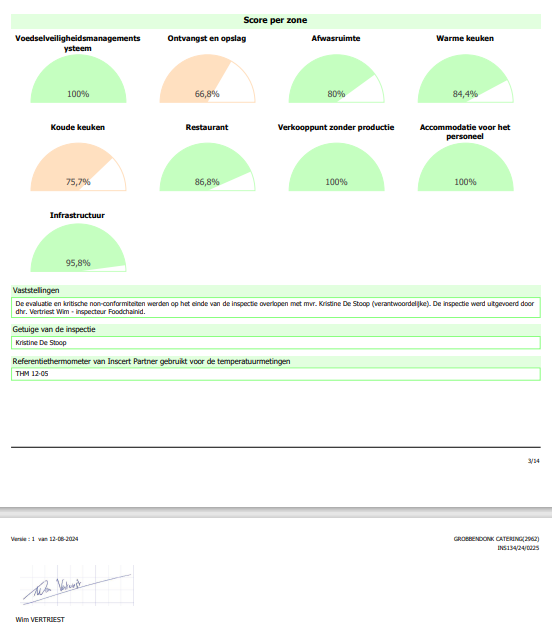 Score per zone
Voedselveiligheidsmanagements
ysteem
100%
Ontvangst en opslag
66,8%
Afwasruimte
80%
Warme keuken
84,4%
Koude keuken
75,7%
Restaurant
86,8%
Verkooppunt zonder productie
100%
Accommodatie voor het
personeel
100%
Infrastructuur
95,8%
Vaststellingen
De evaluatie en kritische non-conformiteiten werden op het einde van de inspectie overlopen met mvr. Kristine De Stoop (verantwoordelijke). De inspectie werd uitgevoerd door
dhr. Vertriest Wim - inspecteur Foodchainid.
Getuige van de inspectie
Kristine De Stoop
Referentiethermometer van Inscert Partner gebruikt voor de temperatuurmetingen
THM 12-05
3/14
Versie : 1 van 12-08-2024
GROBBENDONK CATERING(2962)
INS134/24/0225
Wim VERTRIEST